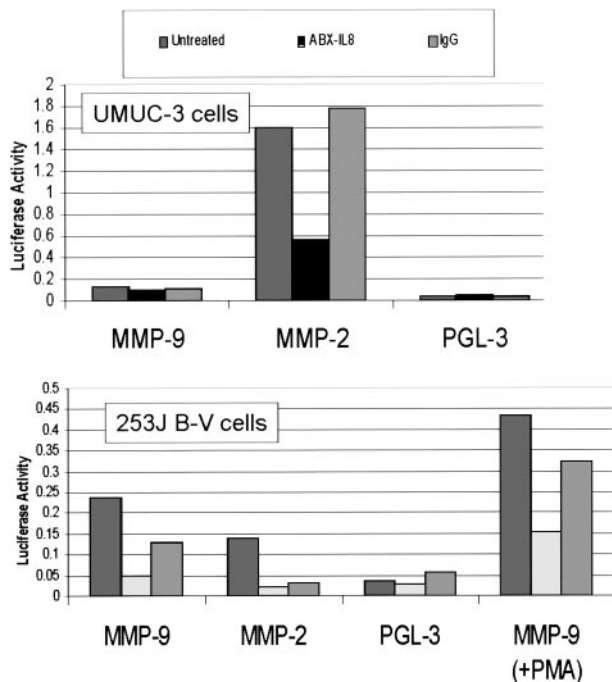 Untreated ABX-IL8 IgG
2
1.8
1.6
1.4
1.2
1
0.8
0.6
0.4
0.2
0
Luciferase Activity
UMUC-3 cells
MMP-9 MMP-2 PGL-3
0.5
0.45
0.4
0.35
0.3
0.25
0.2
0.15
0.1
0.05
0
Luciferase Activity
253J B-V cells
MMP-9 MMP-2 PGL-3 MMP-9
(+PMA)